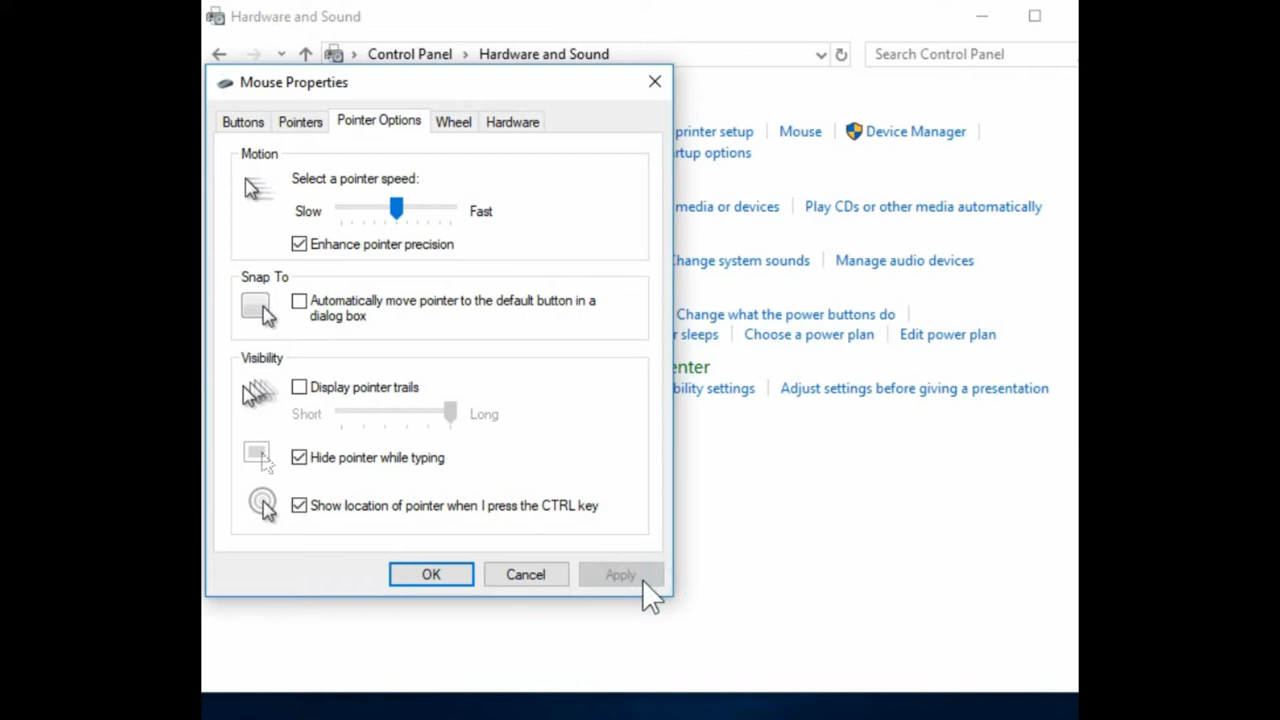 Hardware and Sound
Control Panel > Hardware and Sound
Search Control Panel
Mouse Properties
Buttons
Pointers
Pointer Options
Wheel
Hardware
Motion
Select a pointer speed:
Slow
Fast
Enhance pointer precision
Snap To
Automatically move pointer to the default button in a
dialog box
Visibility
Display pointer trails
Short
Long
Hide pointer while typing
Show location of pointer when I press the CTRL key
OK
Cancel
Apply
printer setup
Mouse
Device Manager
rtup options
media or devices
Play CDs or other media automatically
Change system sounds
Manage audio devices
Change what the power buttons do
r sleeps
Choose a power plan
Edit power plan
enter
bility settings
Adjust settings before giving a presentation